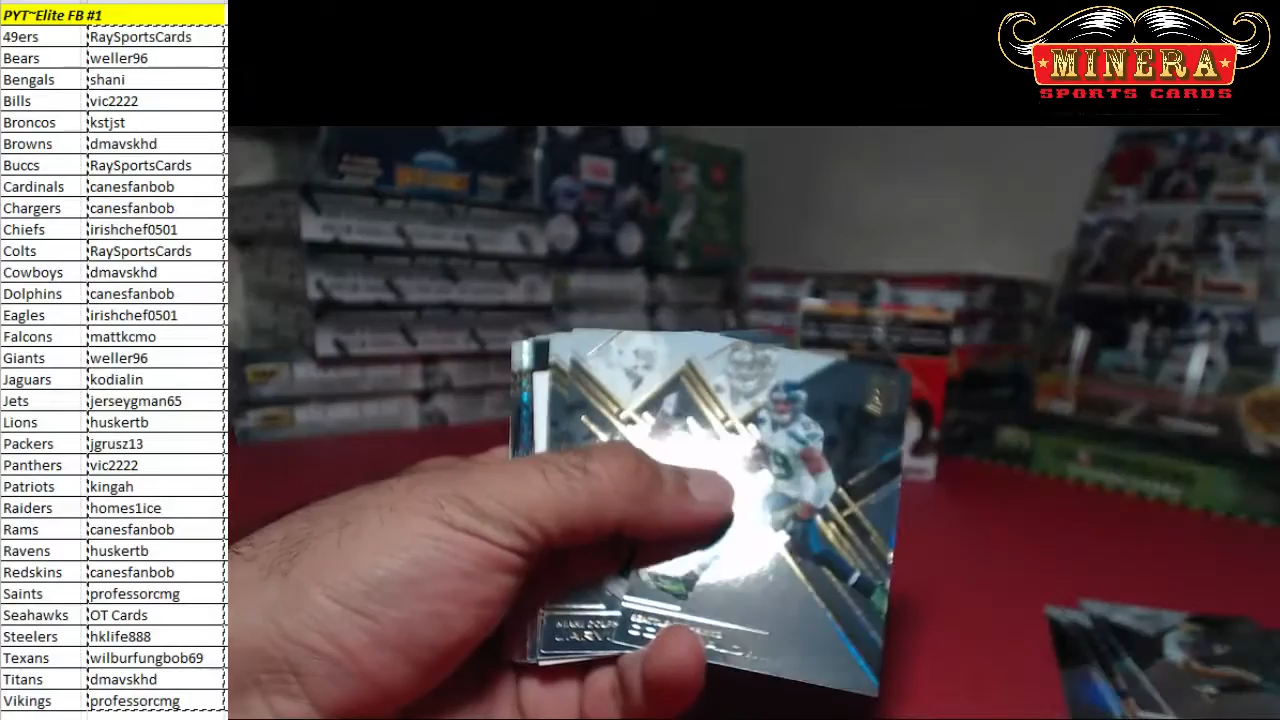 PYT~Elite FB #1
49ers RaySportsCards
Bears weller96
Bengals shani
Bills vic2222
Broncos kstjst
Browns dmavskhd
Buccs RaySportsCards
Cardinals canesfanbob
Chargers canesfanbob
Chiefs irishchef0501
Colts RaySportsCards
Cowboys dmavskhd
Dolphins canesfanbob
Eagles irishchef0501
Falcons mattkcmo
Giants weller96
Jaguars kodialin
Jets jerseygman65
Lions huskertb
Packers jgrusz13
Panthers vic2222
Patriots kingah
Raiders homes1ice
Rams canesfanbob
Ravens huskertb
Redskins canesfanbob
Saints professorcmg
Seahawks OT Cards
Steelers hklife888
Texans wilburfungbob69
Titans dmavskhd
Vikings professorcmg
MINERA
SPORTS CARDS